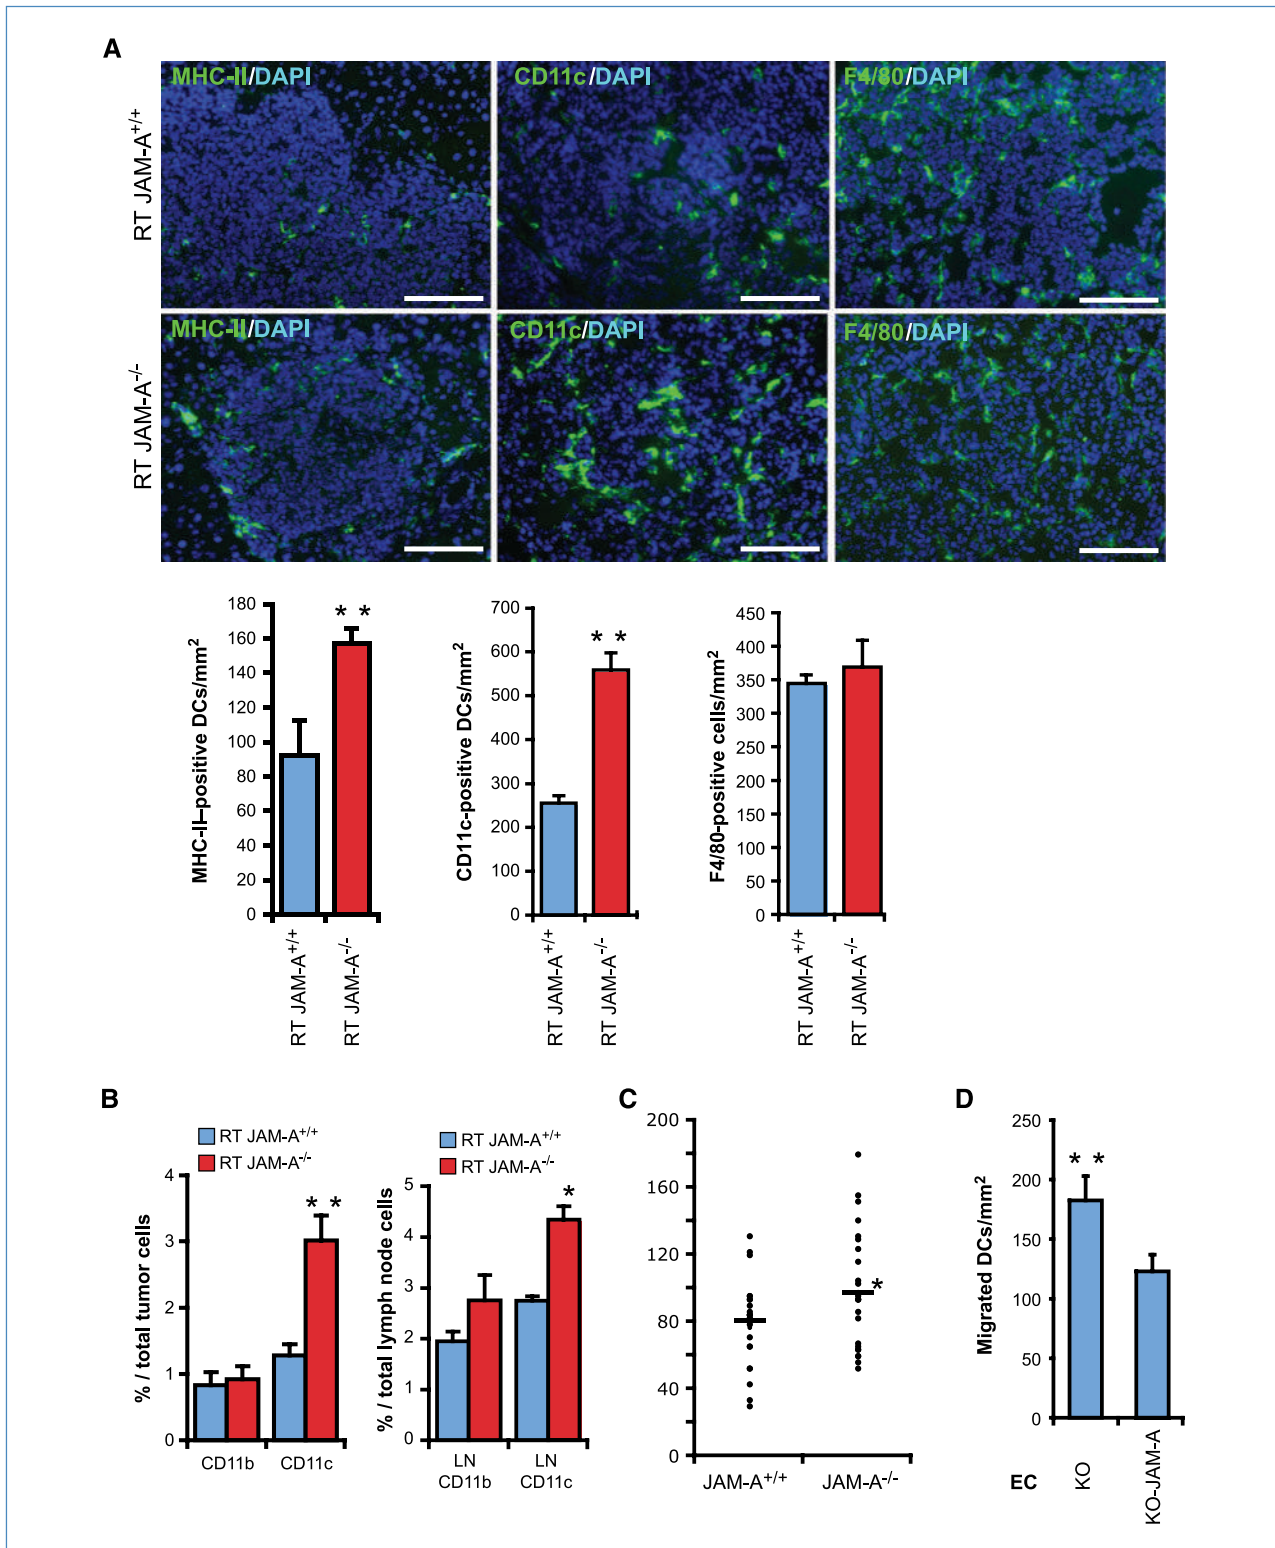 A
MHC-II/DAPI
CD11c/DAPI
F4/80/DAPI
RT JAM-A+/+
MHC-II/DAPI
CD11c/DAPI
F4/80/DAPI
RT JAM-A-/-
MHC-II–positive DCs/mm2
180
160
140
120
100
80
60
40
20
0
* *
RT JAM-A+/+
RT JAM-A-/-
CD11c-positive DCs/mm2
700
600
500
400
300
200
100
0
* *
RT JAM-A+/+
RT JAM-A-/-
F4/80-positive cells/mm2
450
400
350
300
250
200
150
100
50
0
RT JAM-A+/+
RT JAM-A-/-
B
RT JAM-A+/+
RT JAM-A-/-
% / total tumor cells
4
3
2
1
0
* *
CD11b
CD11c
RT JAM-A+/+
RT JAM-A-/-
% / total lymph node cells
5
4
3
2
1
0
*
LN
CD11b
LN
CD11c
C
200
160
120
80
40
0
*
JAM-A+/+
JAM-A-/-
D
Migrated DCs/mm2
250
200
150
100
50
0
* *
EC
KO
KO-JAM-A